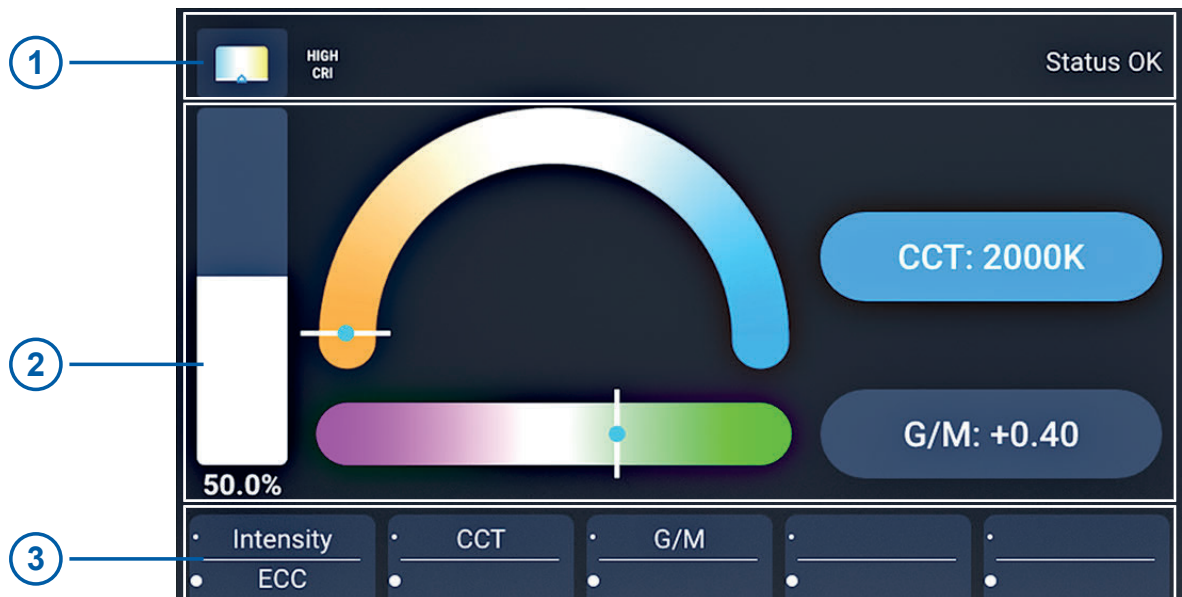 1
HIGH
CRI
Status OK
2
CCT: 2000K
G/M: +0.40
50.0%
3
Intensity
CCT
G/M
ECC